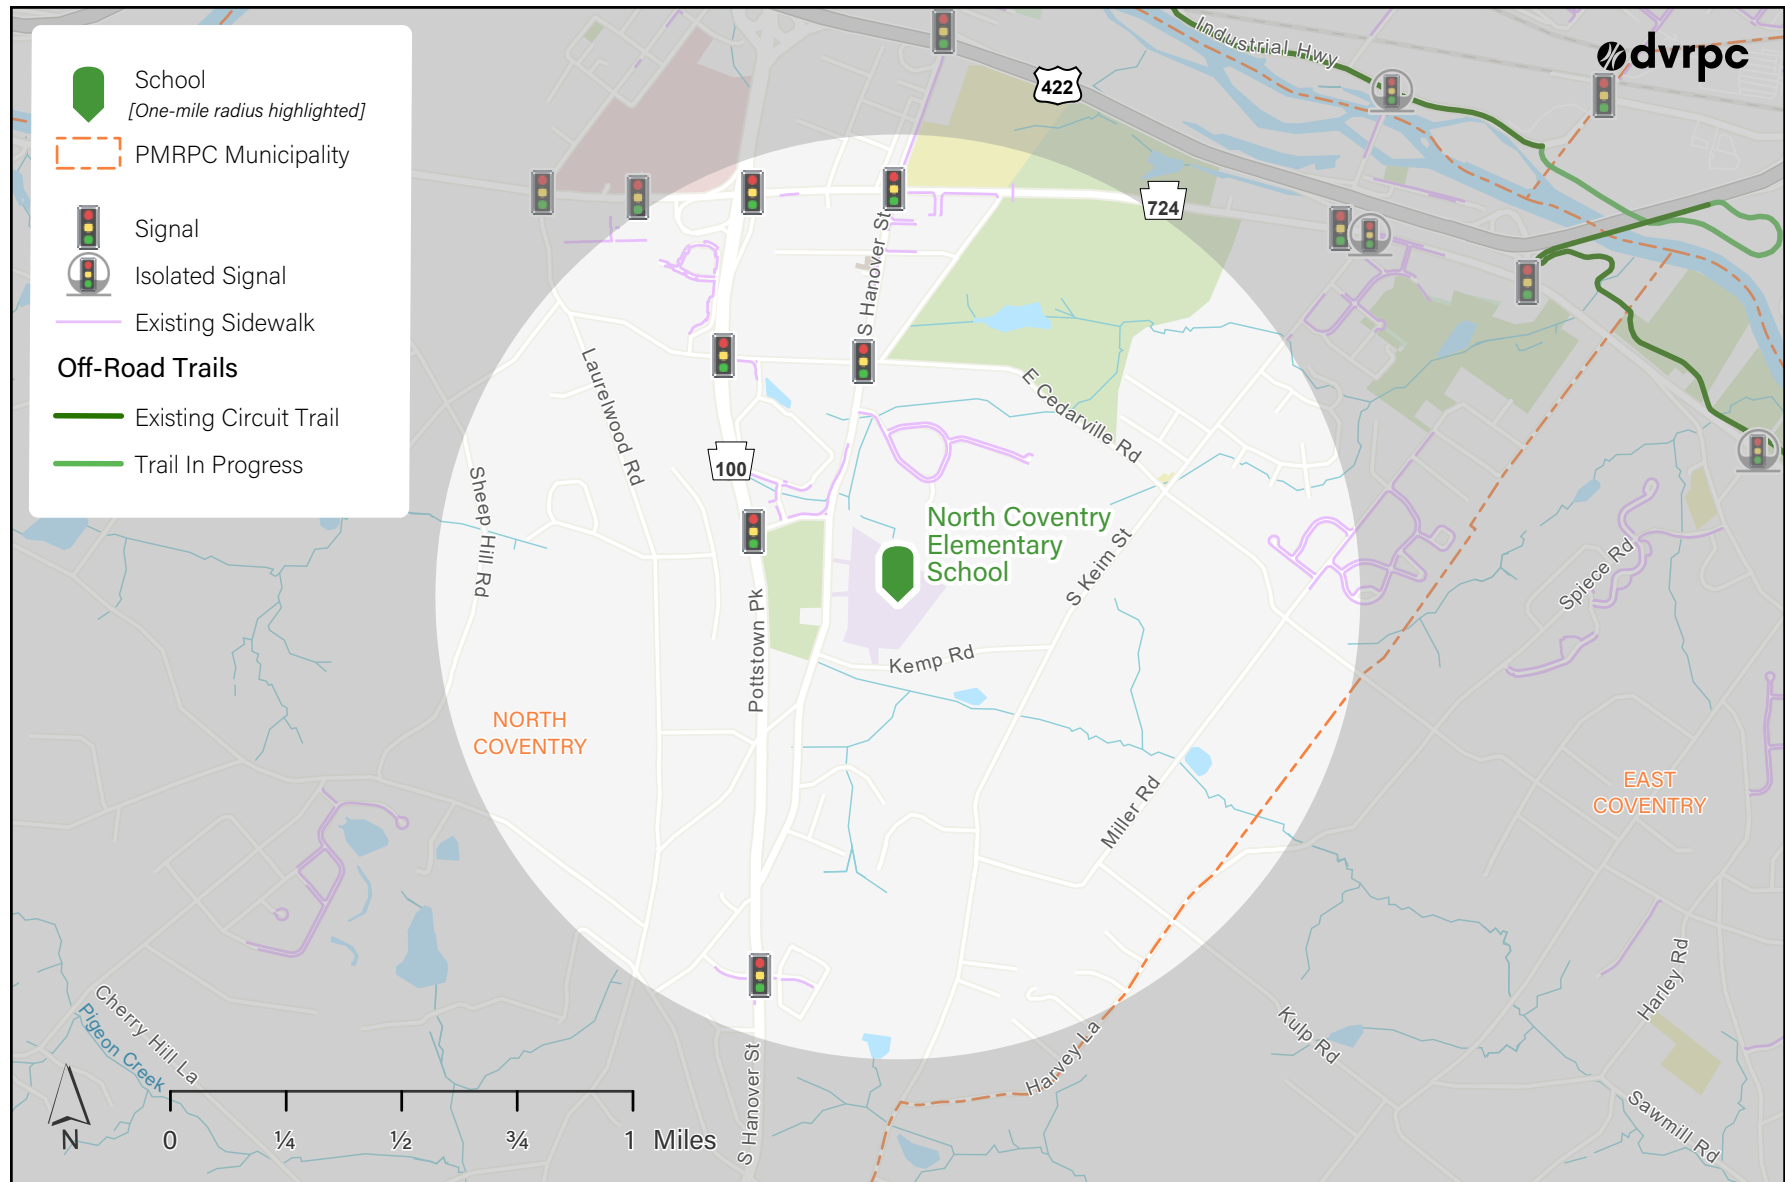 School
[One-mile radius highlighted]
PMRPC Municipality
Signal
Isolated Signal
Existing Sidewalk
Off-Road Trails
Existing Circuit Trail
Trail In Progress
Industrial Hwy
dvrpc
422
724
S Hanover St
Laurelwood Rd
E Cedarville Rd
100
Sheep Hill Rd
North Coventry
Elementary
School
S Keim St
Spiece Rd
Pottstown Pk
Kemp Rd
NORTH
COVENTRY
EAST
COVENTRY
Miller Rd
Harley Rd
Cherry Hill La
Pigeon Creek
Kulp Rd
Harvey La
S Hanover St
Sawmill Rd
N
0 ¼ ½ ¾ 1 Miles